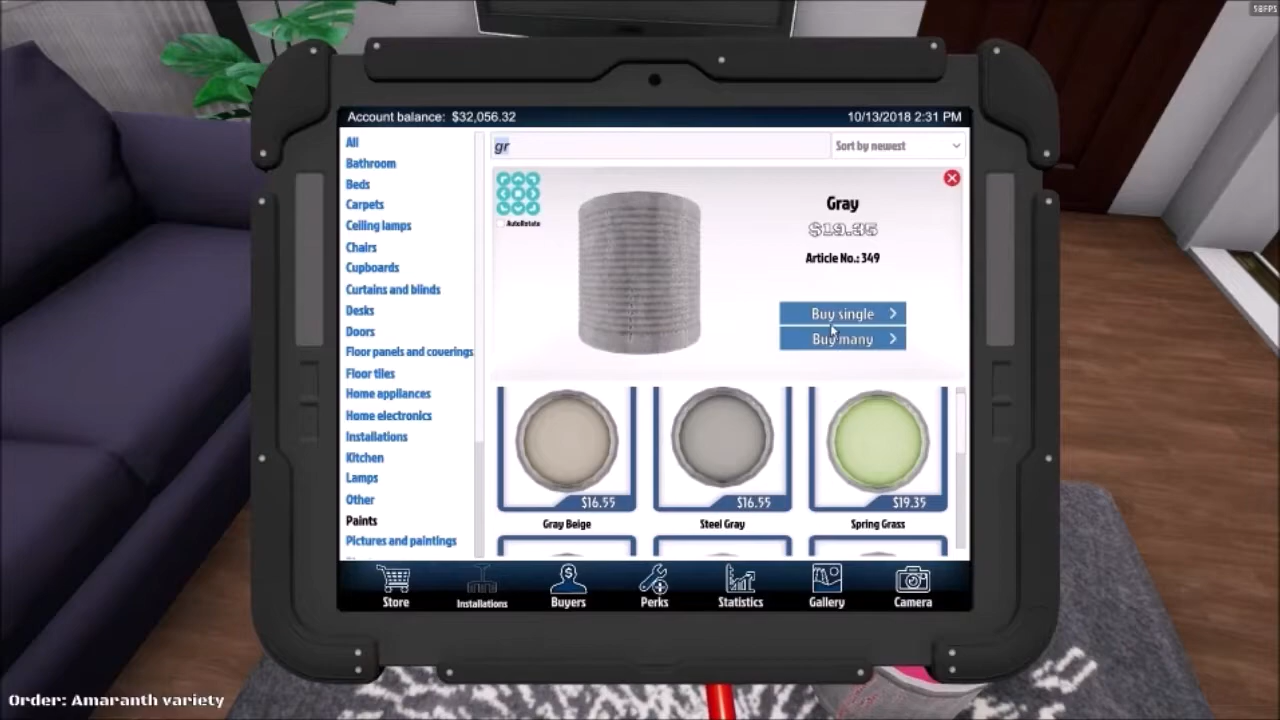 58FPS
Account balance: $32,056.32
10/13/2018 2:31 PM
All
Bathroom
Beds
Carpets
Ceiling lamps
Chairs
Cupboards
Curtains and blinds
Desks
Doors
Floor panels and coverings
Floor tiles
Home appliances
Home electronics
Installations
Kitchen
Lamps
Other
Paints
Pictures and paintings
gr
Sort by newest
AutoRotate
Gray
$19.35
Article No.: 349
Buy single
Buy many
$16.55
$16.55
$19.35
Gray Beige
Steel Gray
Spring Grass
Store
Installations
Buyers
Perks
Statistics
Gallery
Camera
Order: Amaranth variety